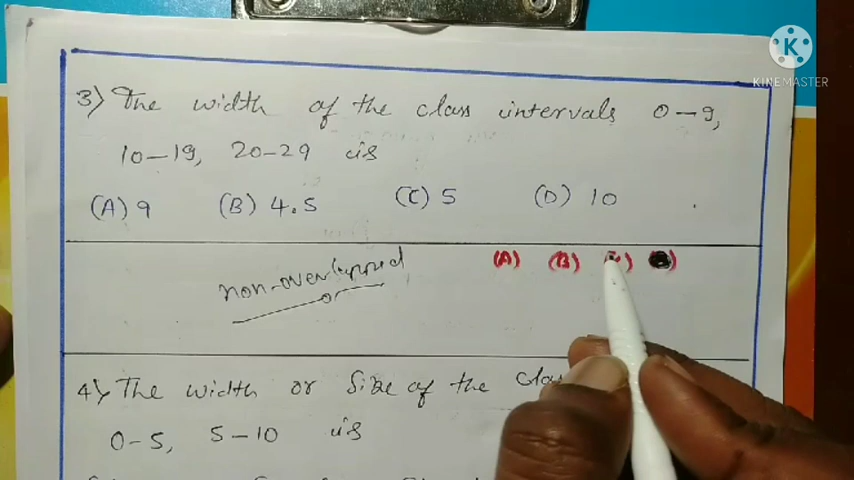 K
KINEMASTER
3) The width of the class intervals 0-9,
10-19, 20-29 is
(A) 9 (B) 4.5 (C) 5 (D) 10
non-overlapped
or
(A) (B)
4) The width or Size of the
0-5, 5-10 is